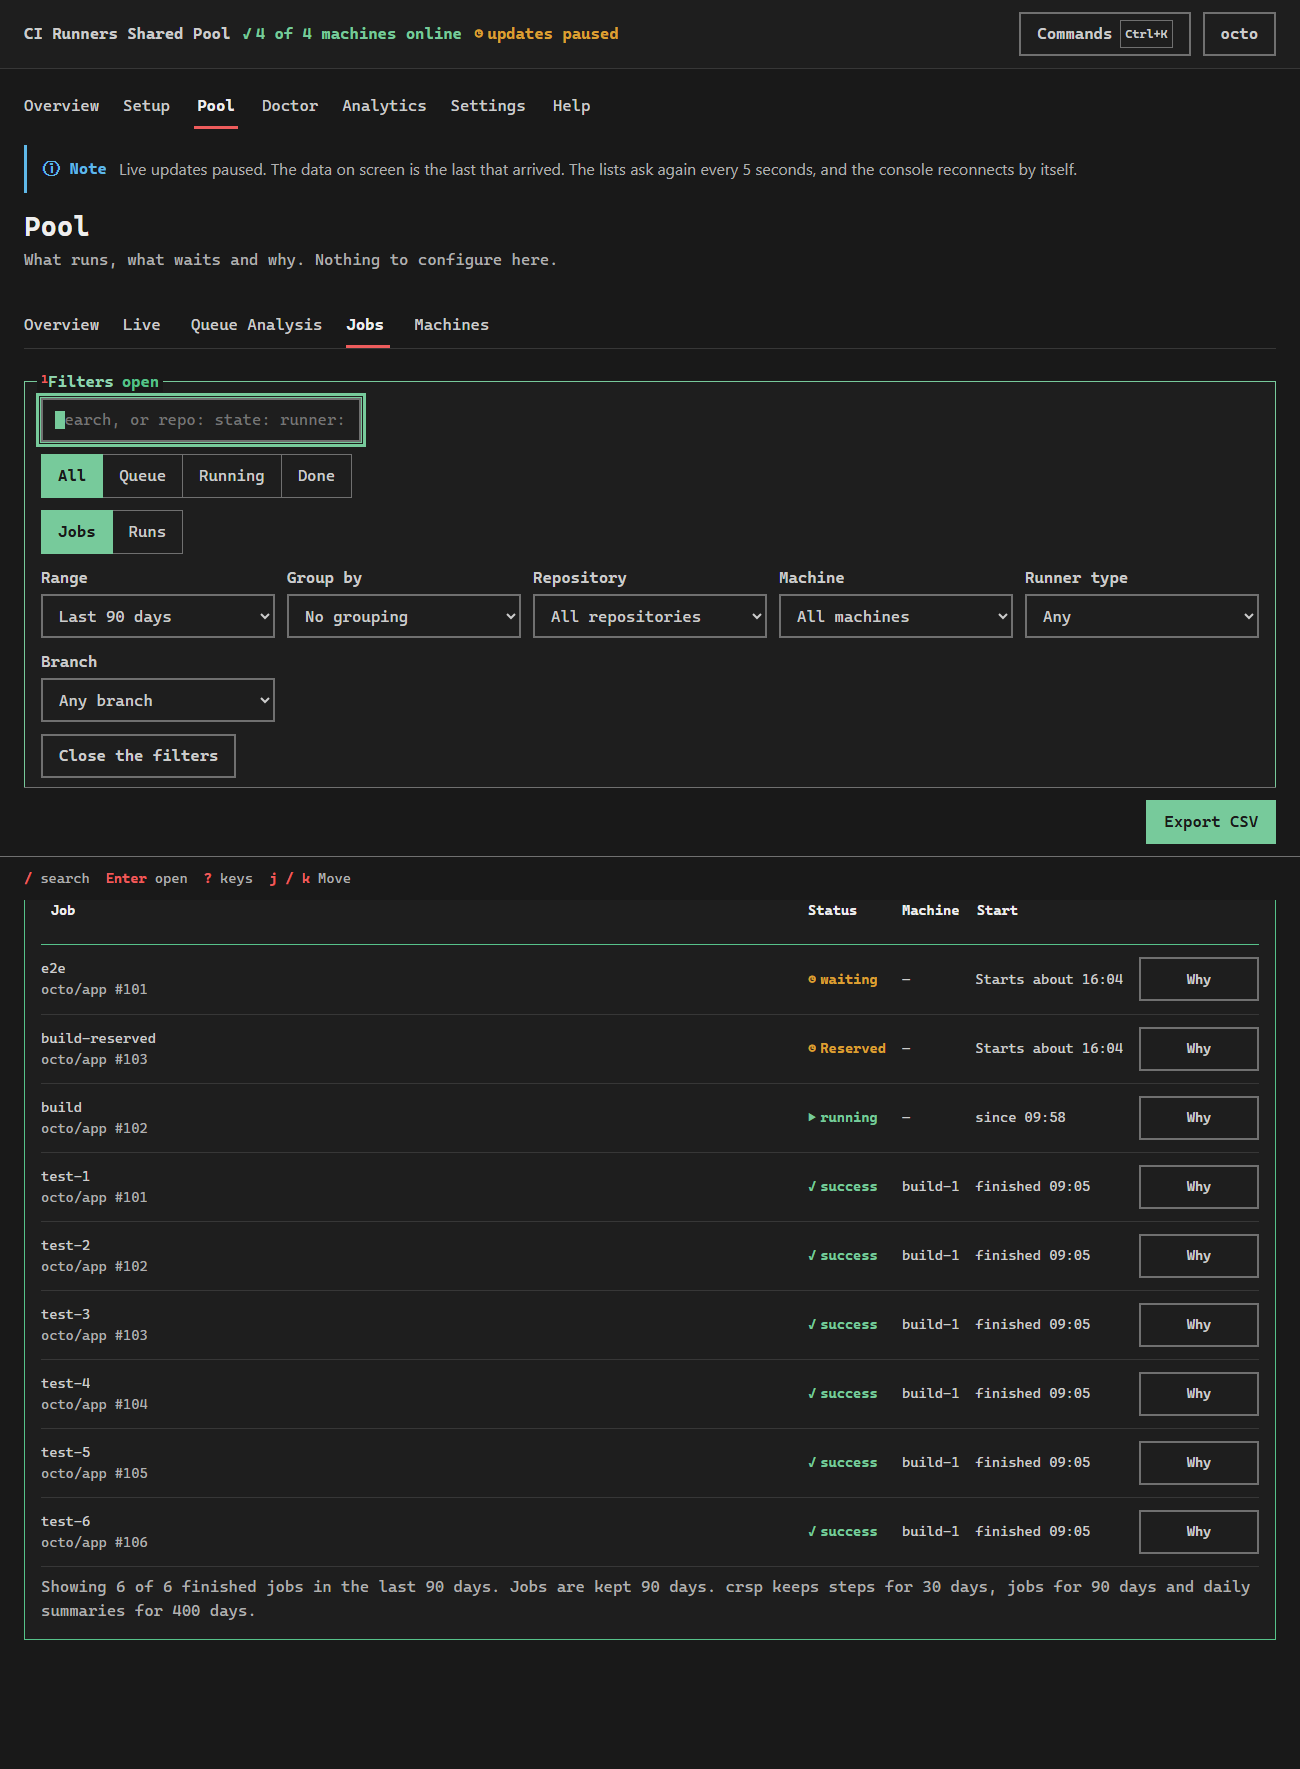 CI Runners Shared Pool ✓ 4 of 4 machines online updates paused
Commands Ctrl+K octo
Overview Setup Pool Doctor Analytics Settings Help
Note Live updates paused. The data on screen is the last that arrived. The lists ask again every 5 seconds, and the console reconnects by itself.
Pool
What runs, what waits and why. Nothing to configure here.
Overview Live Queue Analysis Jobs Machines
1Filters open
earch, or repo: state: runner:
All Queue Running Done
Jobs Runs
Range Group by Repository Machine Runner type
Last 90 days No grouping All repositories All machines Any
Branch
Any branch
Close the filters
Export CSV
/ search Enter open ? keys j / k Move
Job Status Machine Start
e2e
octo/app #101
waiting — Starts about 16:04 Why
build-reserved
octo/app #103
Reserved — Starts about 16:04 Why
build
octo/app #102
running — since 09:58 Why
test-1
octo/app #101
✓ success build-1 finished 09:05 Why
test-2
octo/app #102
✓ success build-1 finished 09:05 Why
test-3
octo/app #103
✓ success build-1 finished 09:05 Why
test-4
octo/app #104
✓ success build-1 finished 09:05 Why
test-5
octo/app #105
✓ success build-1 finished 09:05 Why
test-6
octo/app #106
✓ success build-1 finished 09:05 Why
Showing 6 of 6 finished jobs in the last 90 days. Jobs are kept 90 days. crsp keeps steps for 30 days, jobs for 90 days and daily
summaries for 400 days.